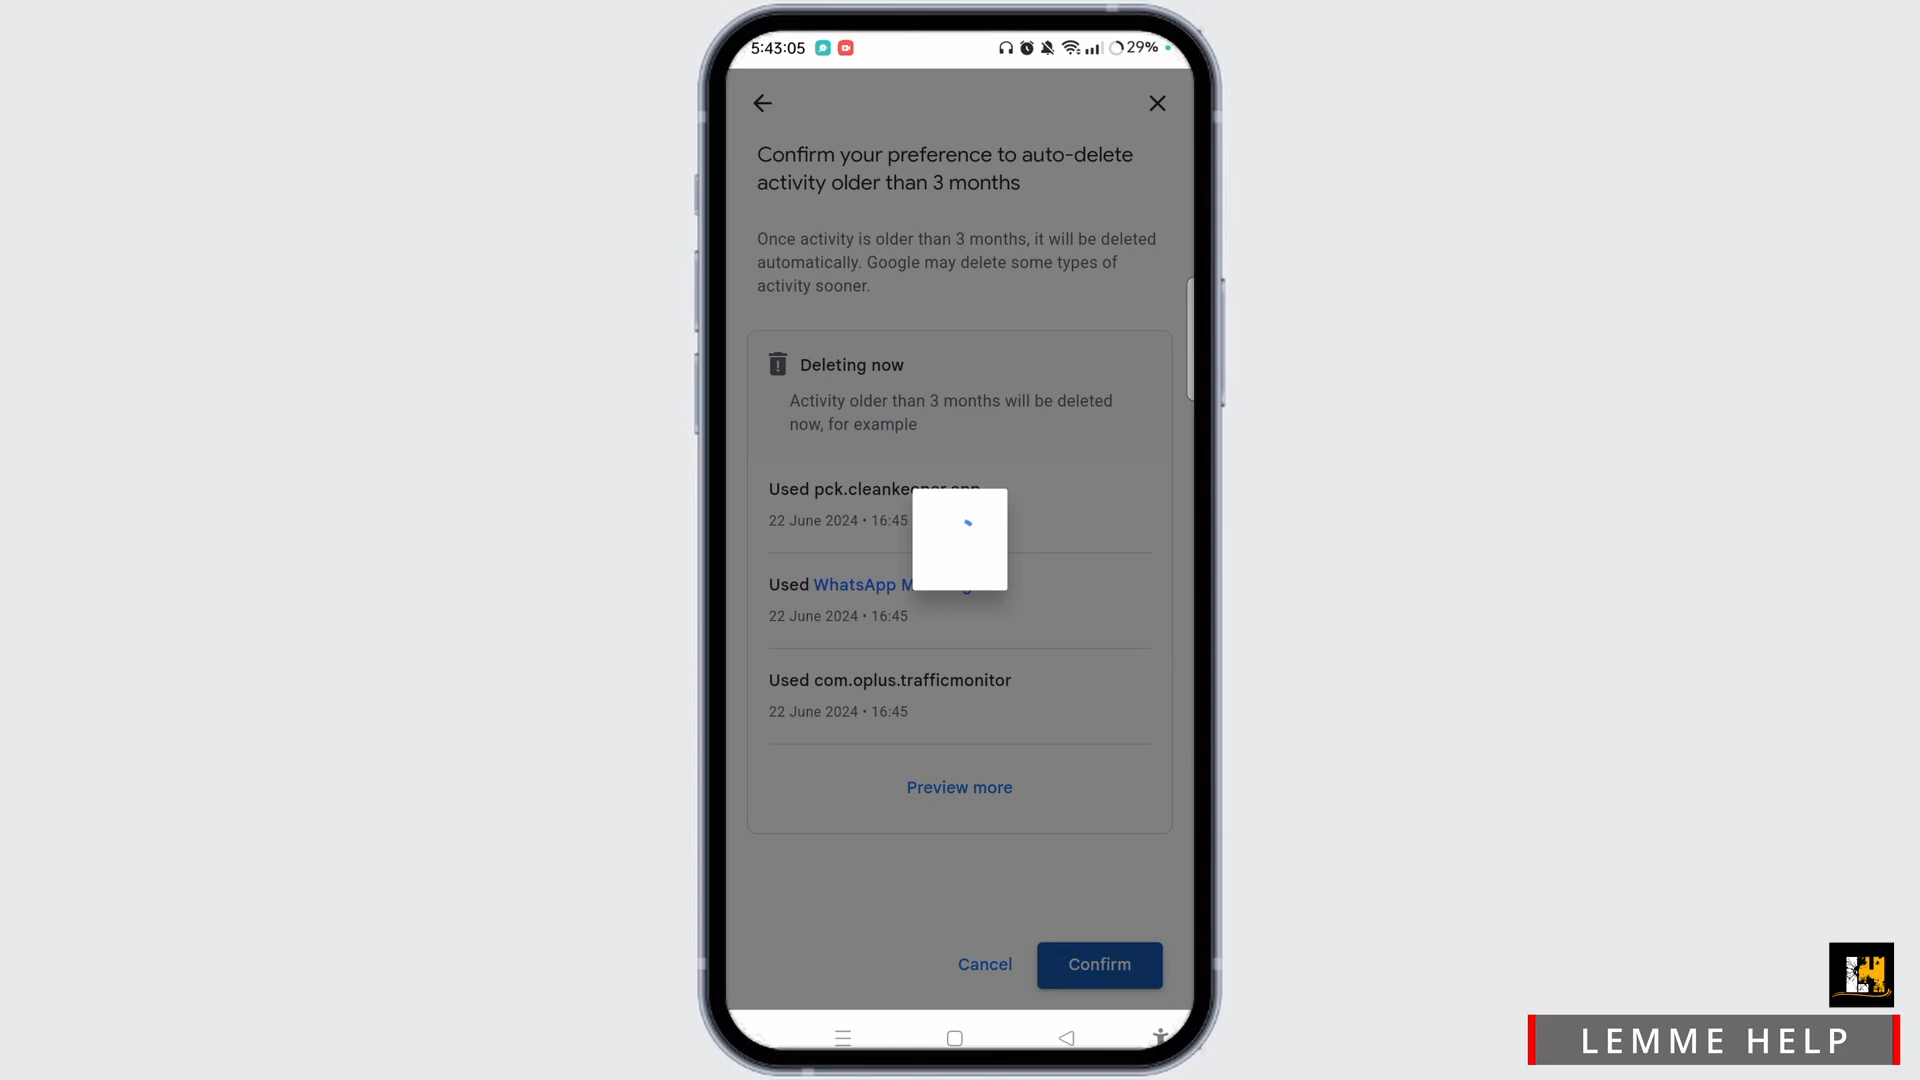 5:43:05
29%
Confirm your preference to auto-delete
activity older than 3 months
Once activity is older than 3 months, it will be deleted
automatically. Google may delete some types of
activity sooner.
Deleting now
Activity older than 3 months will be deleted
now, for example
Used pck.cleankeeper.app
22 June 2024 • 16:45
Used WhatsApp
22 June 2024 • 16:45
Used com.oplus.trafficmonitor
22 June 2024 • 16:45
Preview more
Cancel
Confirm
LEMME HELP